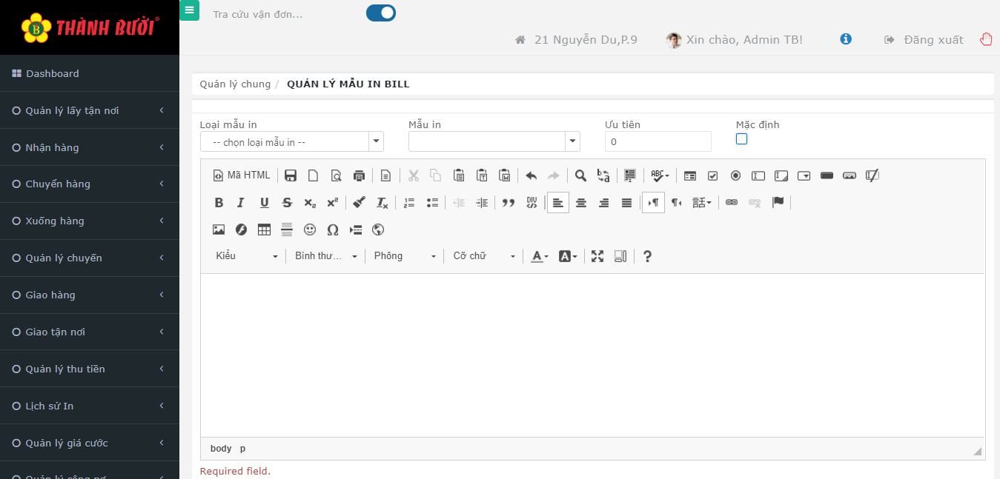 THÀNH BƯỞI®
Tra cứu vận đơn...
21 Nguyễn Du,P.9
Xin chào, Admin TB!
Đăng xuất
Dashboard
Quản lý lấy tận nơi
Nhận hàng
Chuyển hàng
Xuống hàng
Quản lý chuyến
Giao hàng
Giao tận nơi
Quản lý thu tiền
Lịch sử In
Quản lý giá cước
Quản lý công nợ
Quản lý chung / QUẢN LÝ MẪU IN BILL
Loại mẫu in
Mẫu in
Ưu tiên
Mặc định
-- chọn loại mẫu in --
0
Mã HTML
Kiểu
Bình thư...
Phông
Cỡ chữ
body p
Required field.